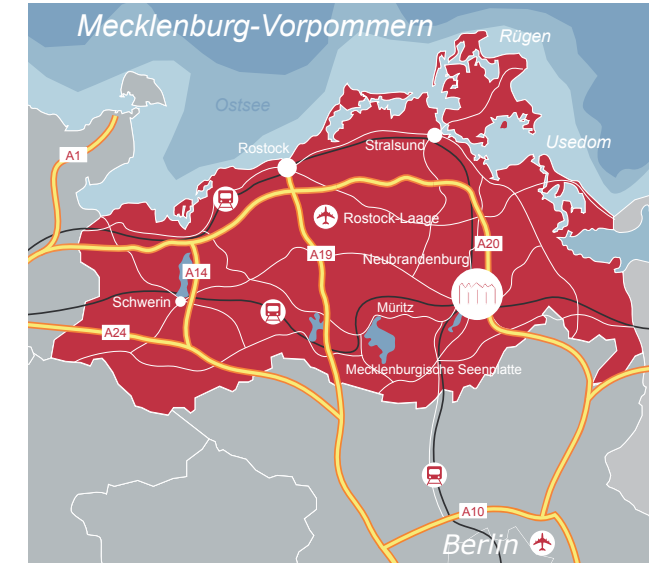 Mecklenburg-Vorpommern
Rügen
Ostsee
Usedom
Stralsund
Rostock
A1
Rostock-Laage
A20
A19
Neubrandenburg
A14
Schwerin
Müritz
A24
Mecklenburgische Seenplatte
A10
Berlin